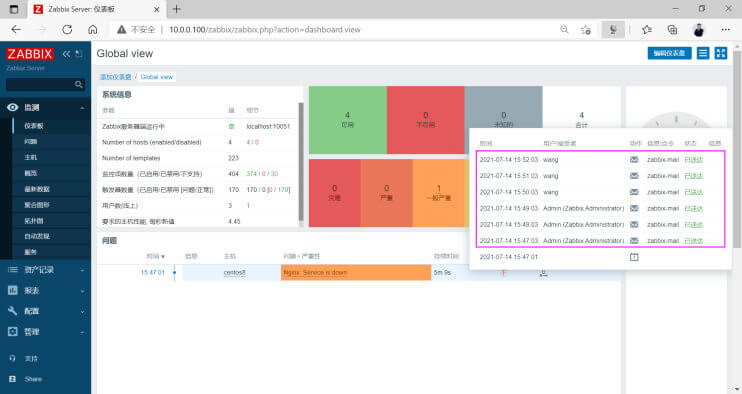 Zabbix Server: 仪表板
不安全 10.0.0.100/zabbix/zabbix.php?action=dashboard.view
ZABBIX
Zabbix Server
Global view
编辑仪表盘
监测
仪表板
问题
主机
概览
最新数据
聚合图形
拓扑图
自动发现
服务
资产记录
报表
配置
管理
支持
Share
添加仪表盘 / Global view
系统信息
参数 值 细节
Zabbix服务器端运行中 是 localhost:10051
Number of hosts (enabled/disabled) 4 4 / 0
Number of templates 223
监控项数量 (已启用/已禁用/不支持) 404 374 / 0 / 30
触发器数量 (已启用/已禁用 [问题/正常]) 170 170 / 0 [0 / 170]
用户数(线上) 3 1
要求的主机性能, 每秒新值 4.45
4 可用
0 不可用
0 未知的
4 合计
0 灾难
0 严重
1 一般严重
时间 用户/接受者 动作 信息/命令 状态 信息
2021-07-14 15:52:03 wang zabbix-mail 已送达
2021-07-14 15:51:03 wang zabbix-mail 已送达
2021-07-14 15:50:03 wang zabbix-mail 已送达
2021-07-14 15:49:03 Admin (Zabbix Administrator) zabbix-mail 已送达
2021-07-14 15:48:03 Admin (Zabbix Administrator) zabbix-mail 已送达
2021-07-14 15:47:03 Admin (Zabbix Administrator) zabbix-mail 已送达
2021-07-14 15:47:01
问题
时间▼ 信息 主机 问题・严重性 持续时间
15:47:01 centos8 Nginx: Service is down 5m 9s 不 6